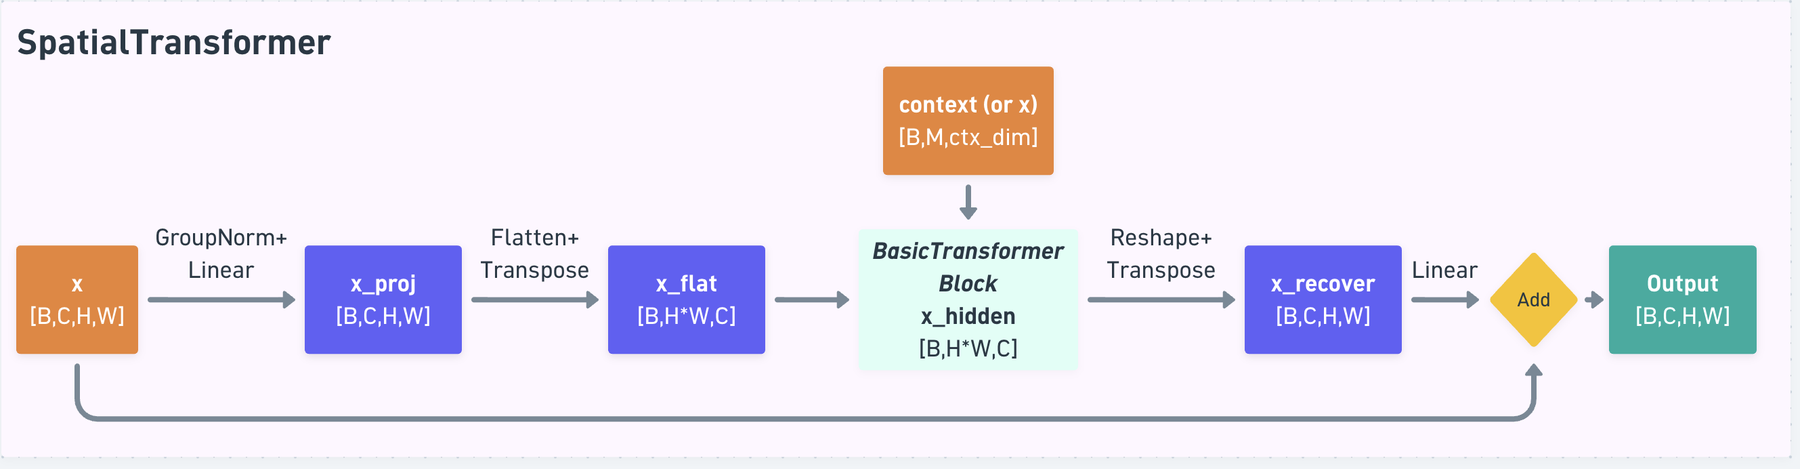 SpatialTransformer
context (or x)
[B,M,ctx_dim]
x
[B,C,H,W]
GroupNorm+
Linear
x_proj
[B,C,H,W]
Flatten+
Transpose
x_flat
[B,H*W,C]
BasicTransformer
Block
x_hidden
[B,H*W,C]
Reshape+
Transpose
x_recover
[B,C,H,W]
Linear
Add
Output
[B,C,H,W]